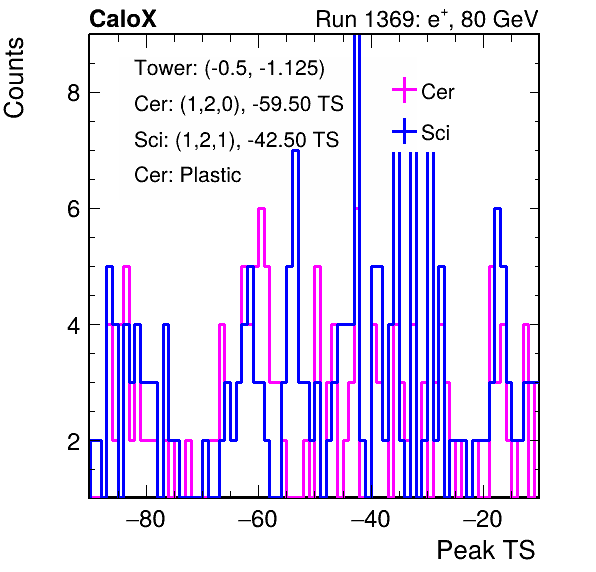 CaloX Run 1369: e⁺, 80 GeV
Counts
Tower: (-0.5, -1.125)
Cer: (1,2,0), -59.50 TS
Sci: (1,2,1), -42.50 TS
Cer: Plastic
Cer
Sci
8
6
4
2
−80 −60 −40 −20
Peak TS